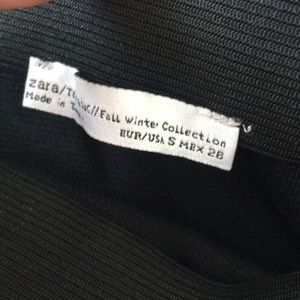 zara/ //Fall Winter Collection
Made in
EUR/USA S MEX 26